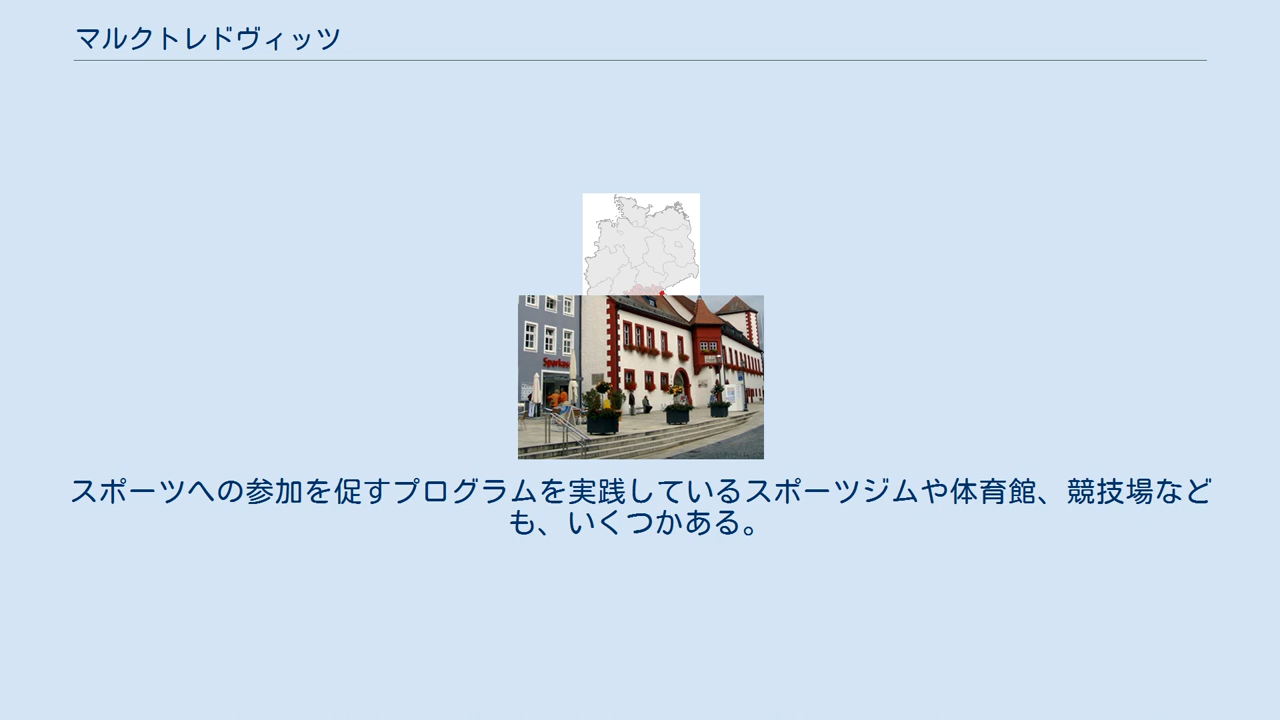 マルクトレドヴィッツ
Sparkas
スポーツへの参加を促すプログラムを実践しているスポーツジムや体育館、競技場など
も、いくつかある。